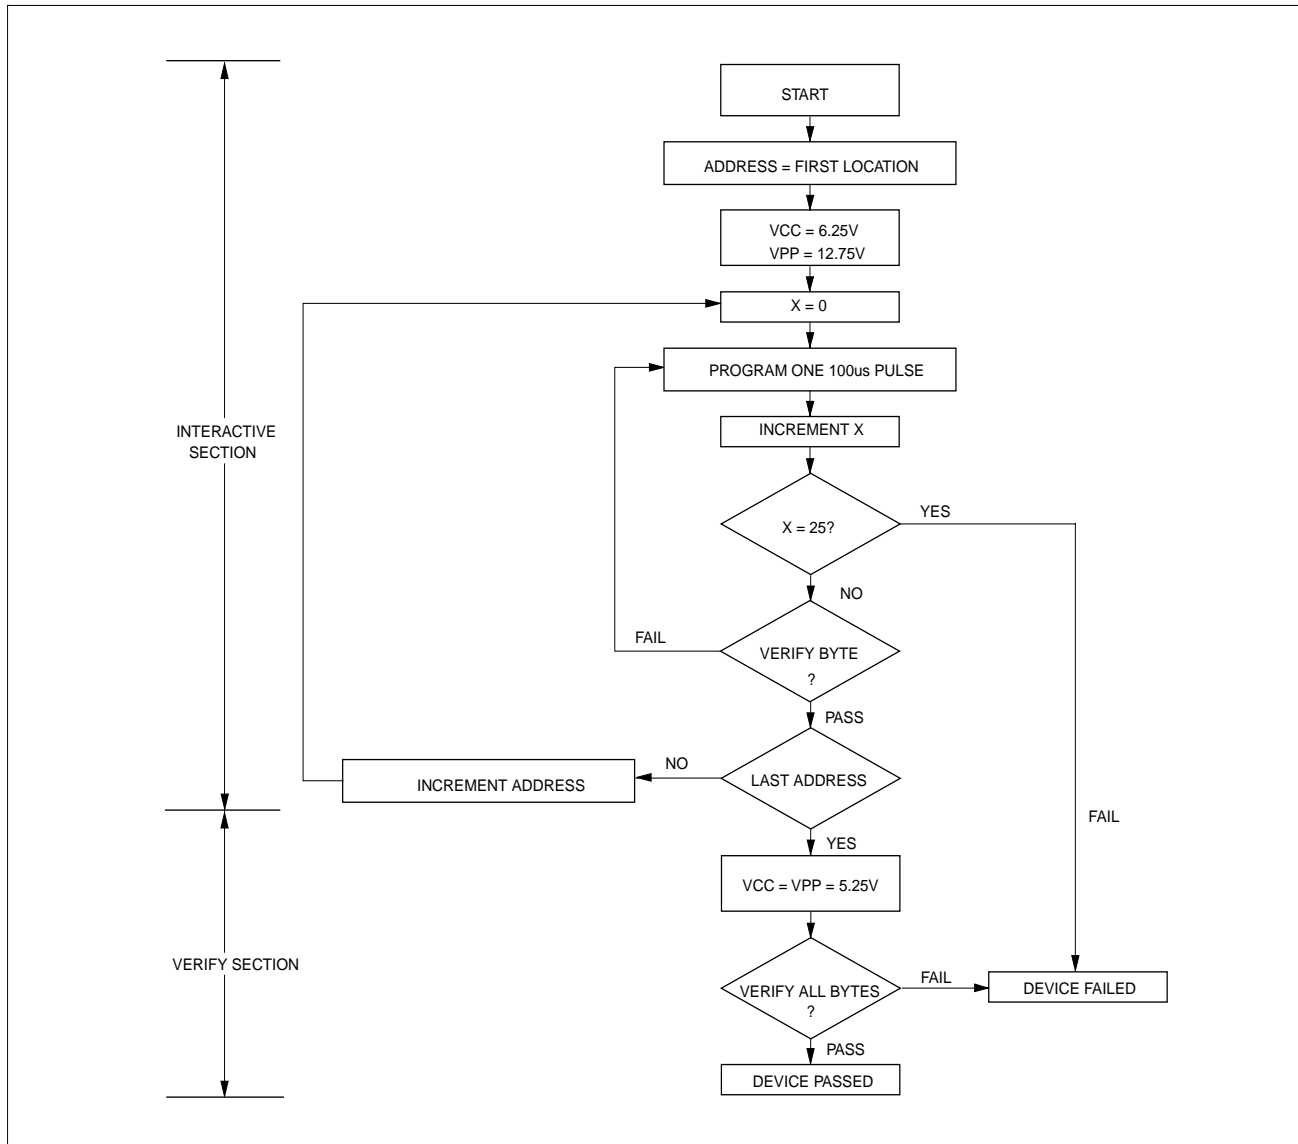 START
ADDRESS = FIRST LOCATION
VCC = 6.25V
VPP = 12.75V
X = 0
PROGRAM ONE 100us PULSE
INTERACTIVE
SECTION
INCREMENT X
X = 25?
YES
NO
FAIL
VERIFY BYTE
?
PASS
LAST ADDRESS
NO
INCREMENT ADDRESS
FAIL
YES
VCC = VPP = 5.25V
VERIFY SECTION
VERIFY ALL BYTES
?
FAIL
DEVICE FAILED
PASS
DEVICE PASSED